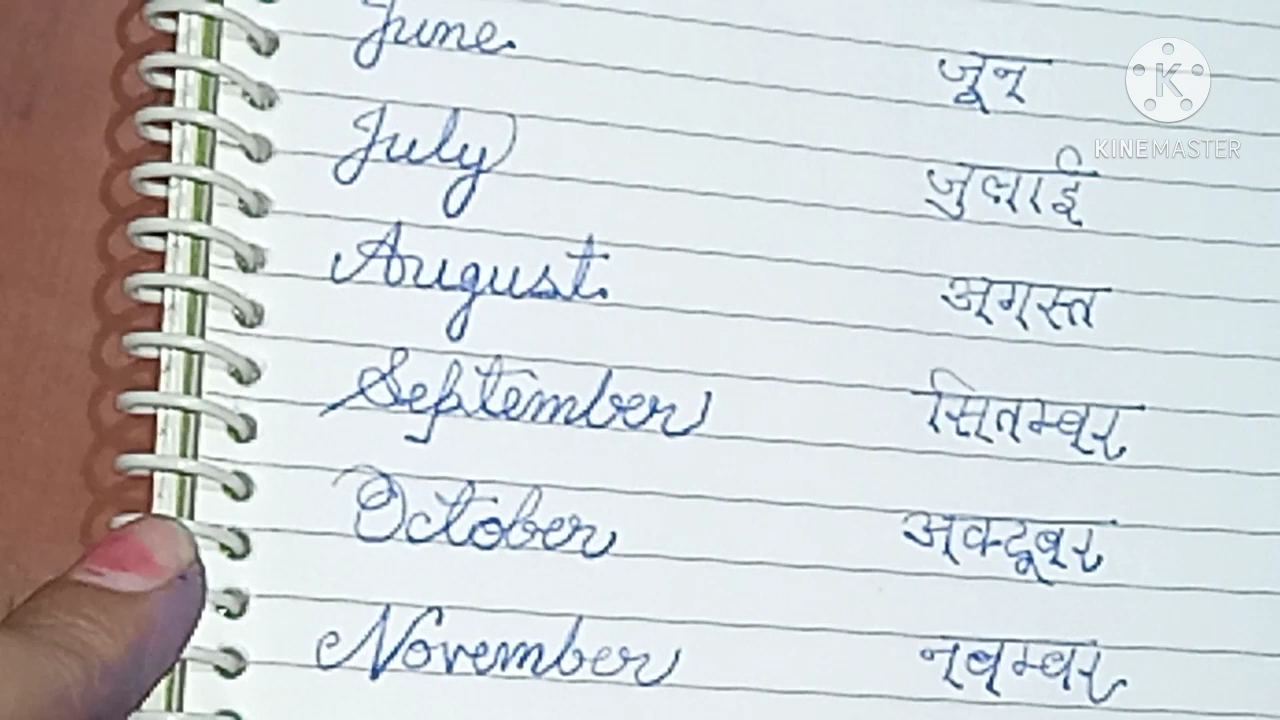 June. जून
KINEMASTER
July जुलाई
August. अगस्त
September सितम्बर
October अक्टूबर
November नवम्बर